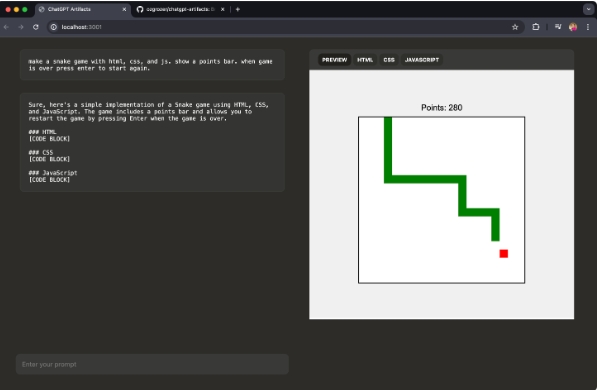 ChatGPT Artifacts
ozgrozer/chatgpt-artifacts:
localhost:3001
make a snake game with html, css, and js. show a points bar. when game
is over press enter to start again.
Sure, here's a simple implementation of a Snake game using HTML, CSS,
and JavaScript. The game includes a points bar and allows you to
restart the game by pressing Enter when the game is over.
### HTML
[CODE BLOCK]
### CSS
[CODE BLOCK]
### JavaScript
[CODE BLOCK]
Enter your prompt
PREVIEW HTML CSS JAVASCRIPT
Points: 280